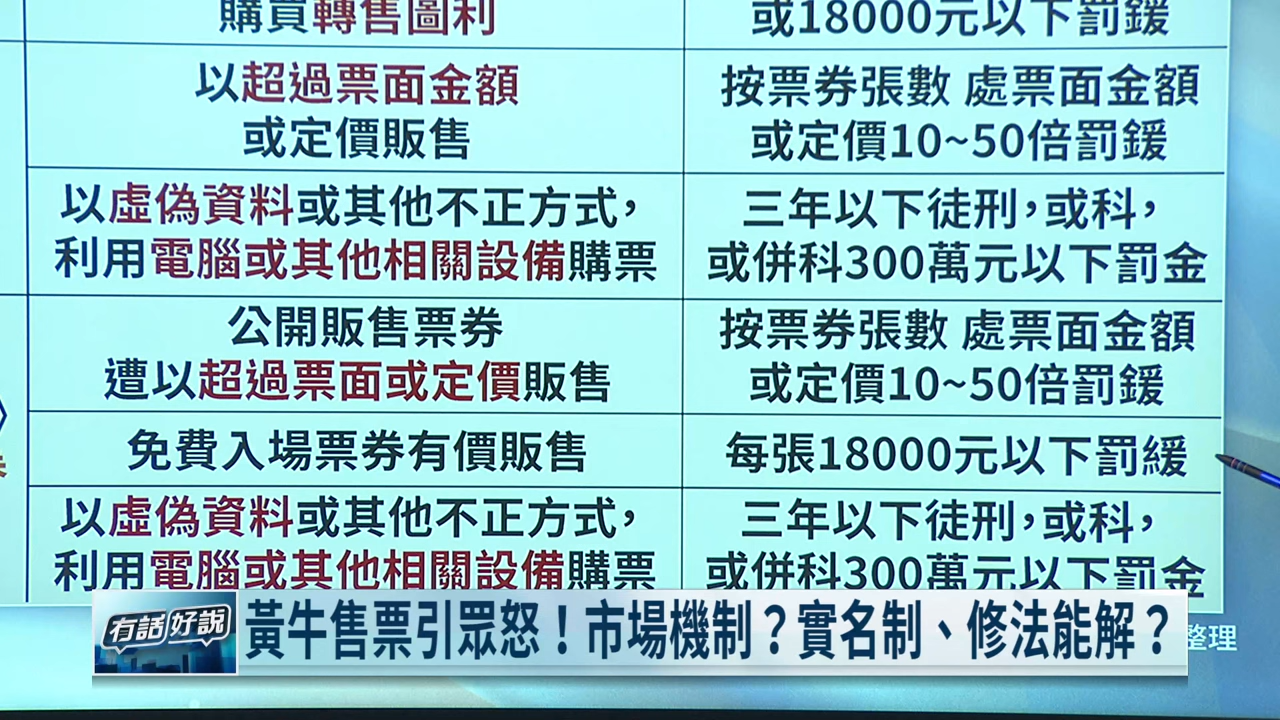 購買轉售圖利
或18000元以下罰鍰
以超過票面金額
或定價販售
按票券張數 處票面金額
或定價10~50倍罰鍰
以虛偽資料或其他不正方式,
利用電腦或其他相關設備購票
三年以下徒刑,或科,
或併科300萬元以下罰金
公開販售票券
遭以超過票面或定價販售
按票券張數 處票面金額
或定價10~50倍罰鍰
免費入場票券有價販售
每張18000元以下罰緩
以虛偽資料或其他不正方式,
利用電腦或其他相關設備購票
三年以下徒刑,或科,
或併科300萬元以下罰金
有話好說
黃牛售票引眾怒!市場機制?實名制、修法能解?
整理